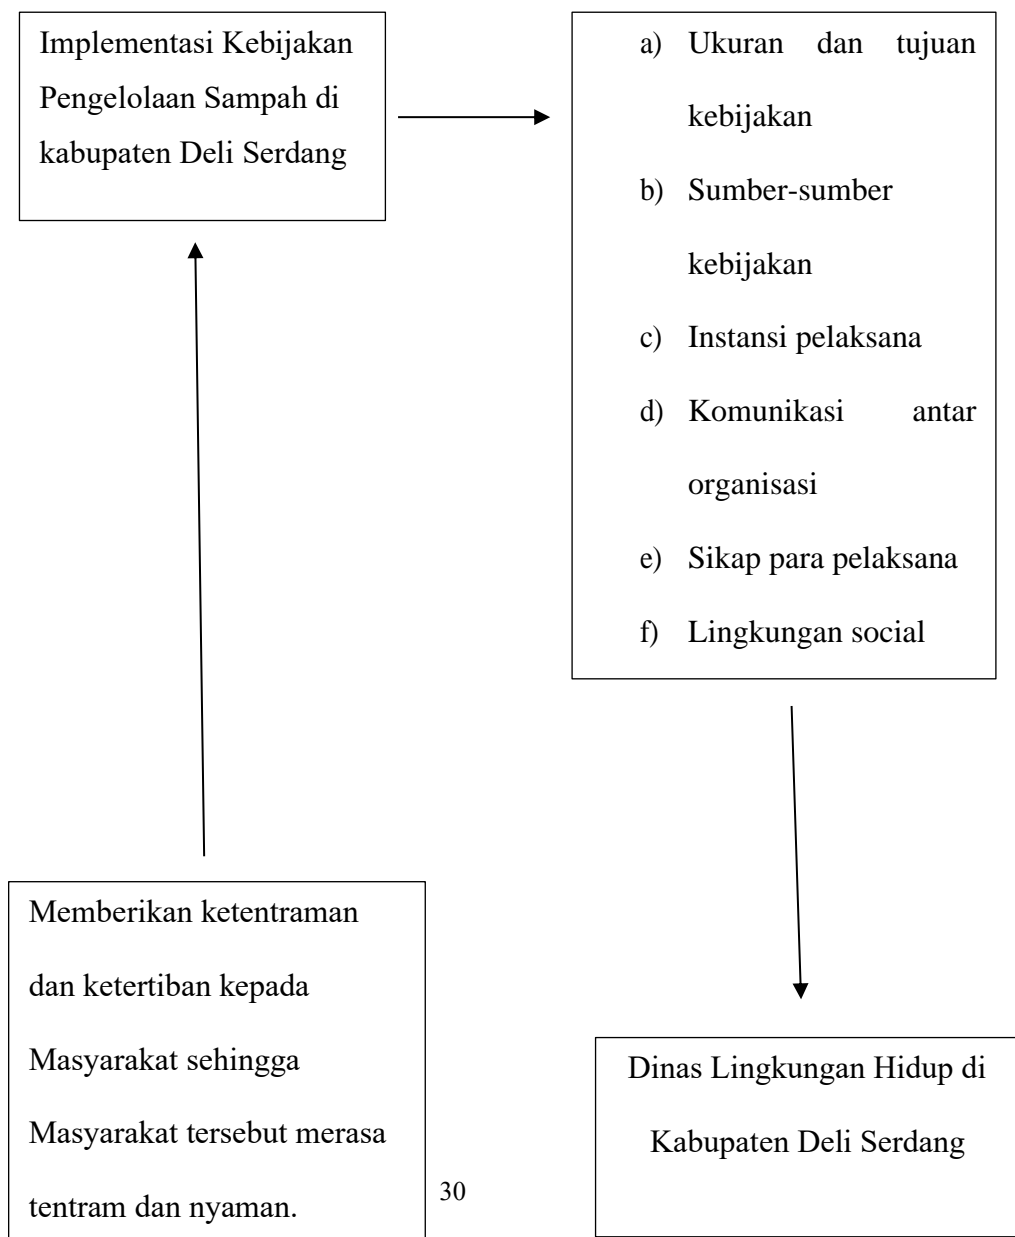 Implementasi Kebijakan
Pengelolaan Sampah di
kabupaten Deli Serdang
a) Ukuran dan tujuan
kebijakan
b) Sumber-sumber
kebijakan
c) Instansi pelaksana
d) Komunikasi antar
organisasi
e) Sikap para pelaksana
f) Lingkungan social
Memberikan ketentraman
dan ketertiban kepada
Masyarakat sehingga
Masyarakat tersebut merasa
tentram dan nyaman.
Dinas Lingkungan Hidup di
Kabupaten Deli Serdang
30